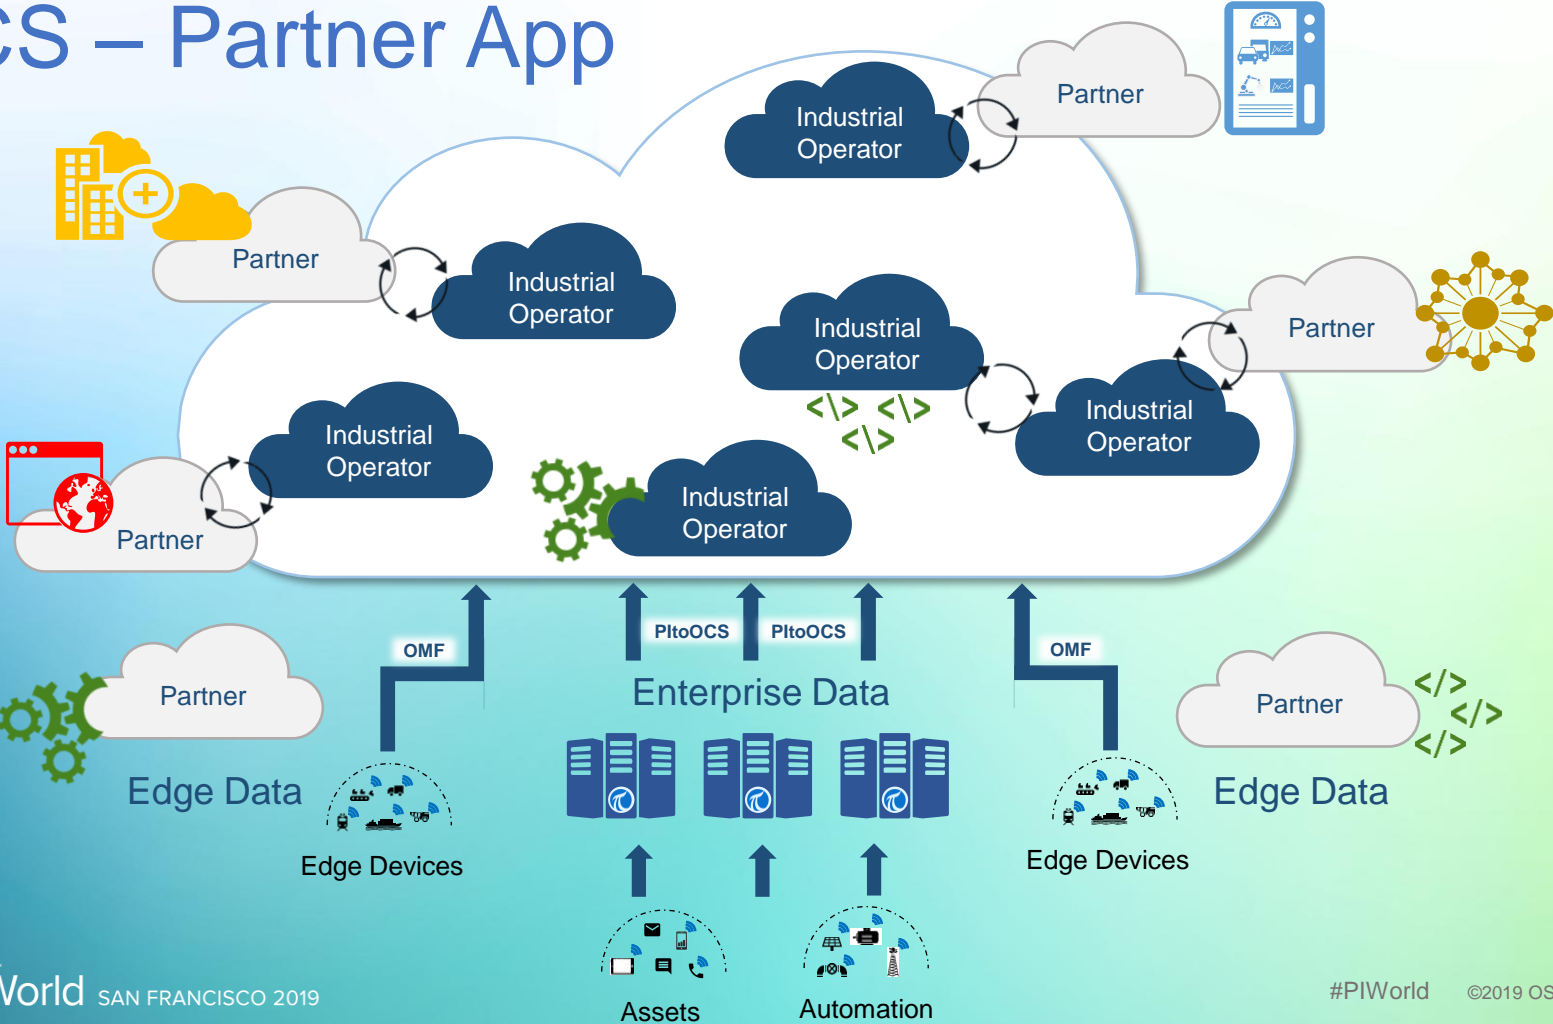 CS – Partner App
Industrial
Operator
Partner
Partner
Industrial
Operator
Industrial
Operator
Partner
Industrial
Operator
Industrial
Operator
<\> <\>
<\>
Industrial
Operator
Partner
OMF
PItoOCS
PItoOCS
OMF
Partner
Enterprise Data
Partner
</>
</>
</>
Edge Data
Edge Data
Edge Devices
Edge Devices
Assets
Automation
World SAN FRANCISCO 2019
#PIWorld ©2019 OS